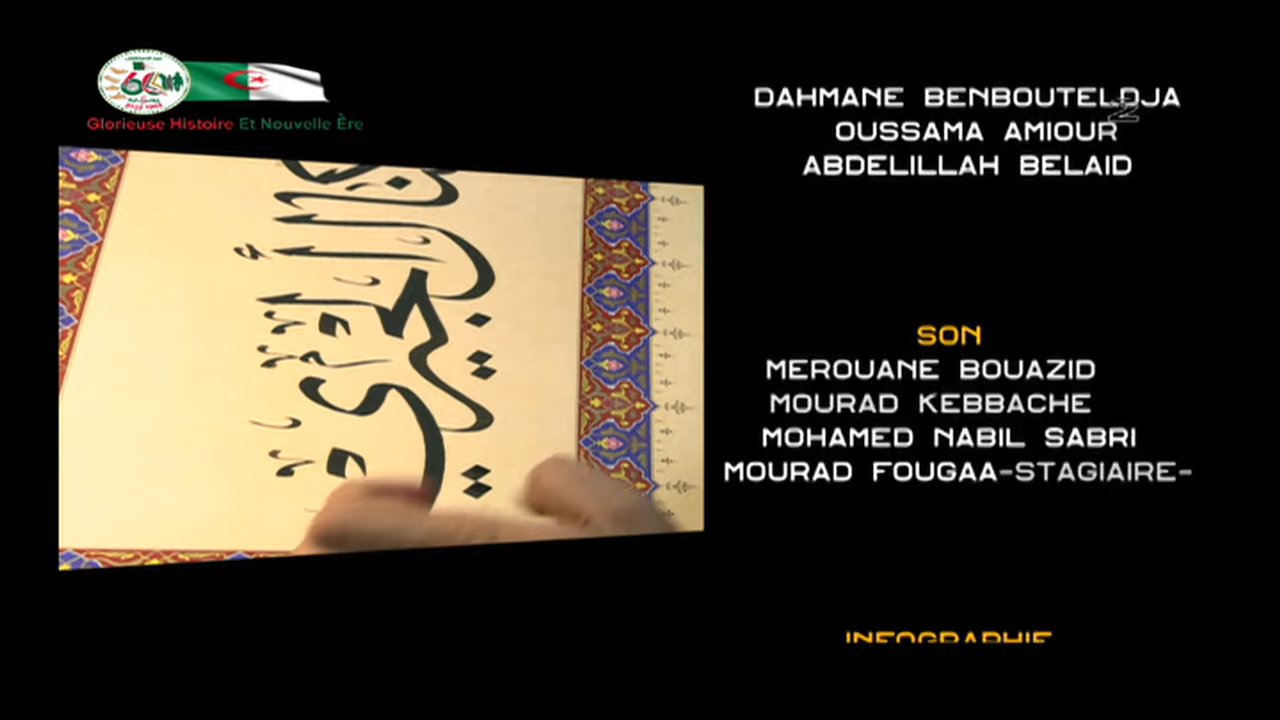 Glorieuse Histoire Et Nouvelle Ère
DAHMANE BENBOUTELDJA
OUSSAMA AMIOUR
ABDELILLAH BELAID
SON
MEROUANE BOUAZID
MOURAD KEBBACHE
MOHAMED NABIL SABRI
MOURAD FOUGAA-STAGIAIRE-
INFOGRAPHIE